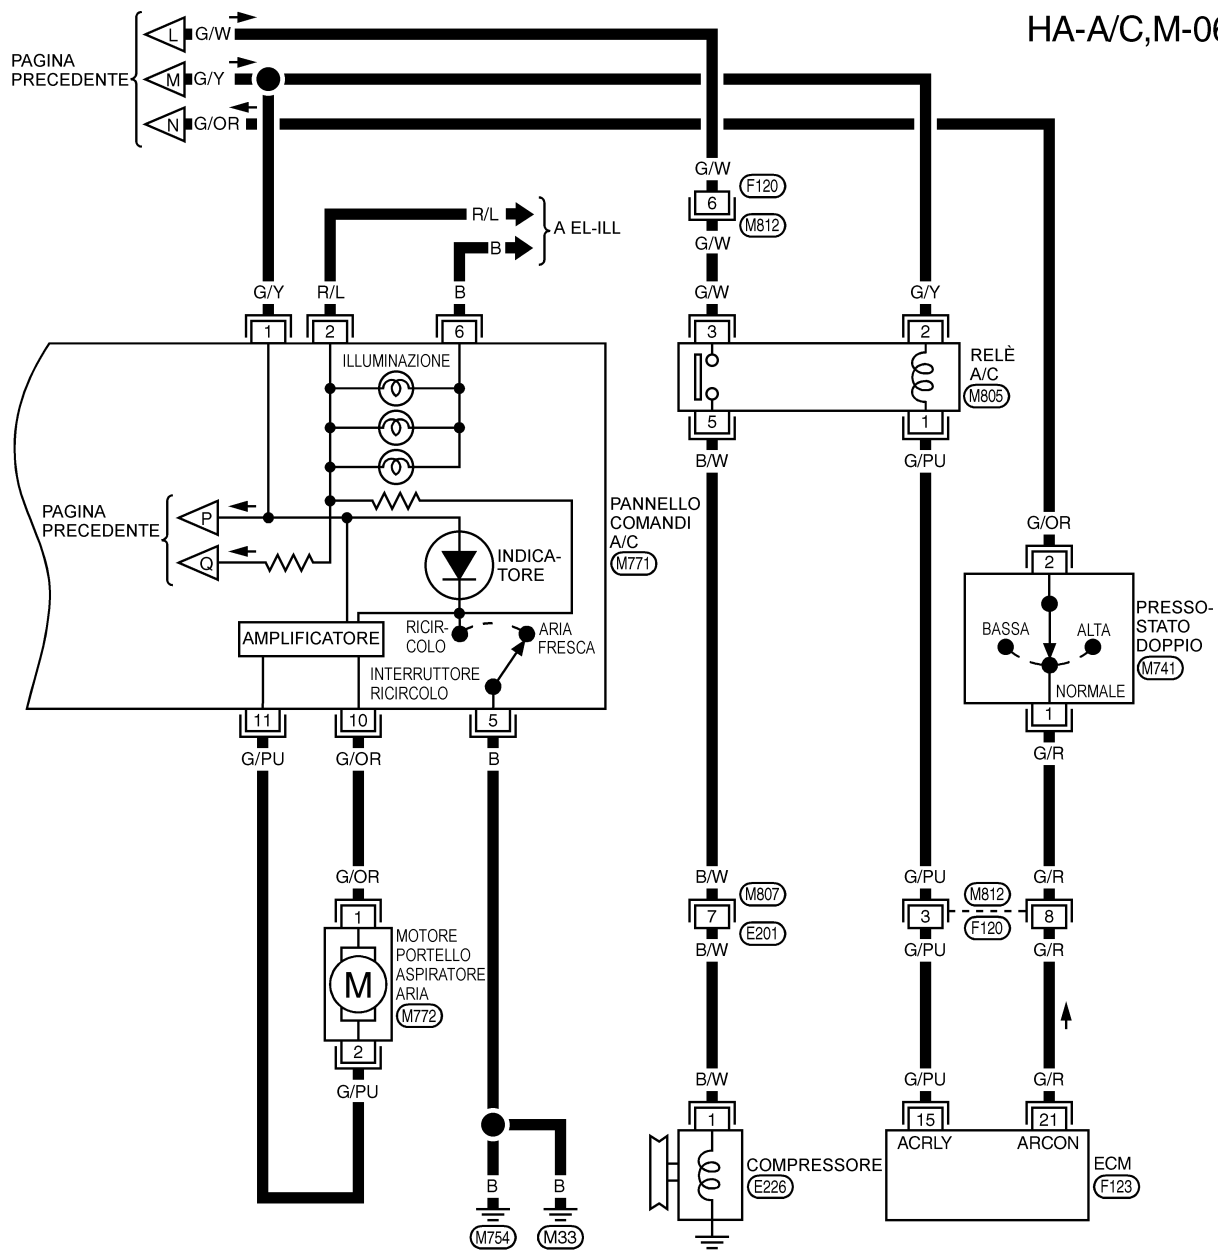 HA-A/C,M-06
L G/W
PAGINA
PRECEDENTE
M G/Y
N G/OR
G/W
F120
6
M812
G/W
R/L
B
A EL-ILL
G/Y R/L B G/W G/Y
1 2 6 3 2
ILLUMINAZIONE
RELÈ
A/C
M805
5 1
B/W G/PU
PAGINA
PRECEDENTE
P
Q
PANNELLO
COMANDI
A/C
M771
INDICA-
TORE
G/OR
2
AMPLIFICATORE
RICIR-
COLO
ARIA
FRESCA
INTERRUTTORE
RICIRCOLO
BASSA ALTA
NORMALE
PRESSO-
STATO
DOPPIO
M741
11 10 5 1
G/PU G/OR B G/R
G/OR B/W G/PU G/R
1
M807
7
E201
M812
3 8
F120
B/W G/PU G/R
MOTORE
PORTELLO
ASPIRATORE
ARIA
M772
M
2
G/PU
B/W G/PU G/R
1 15 21
ACRLY ARCON
COMPRESSORE
E226
ECM
F123
B B
M754 M33